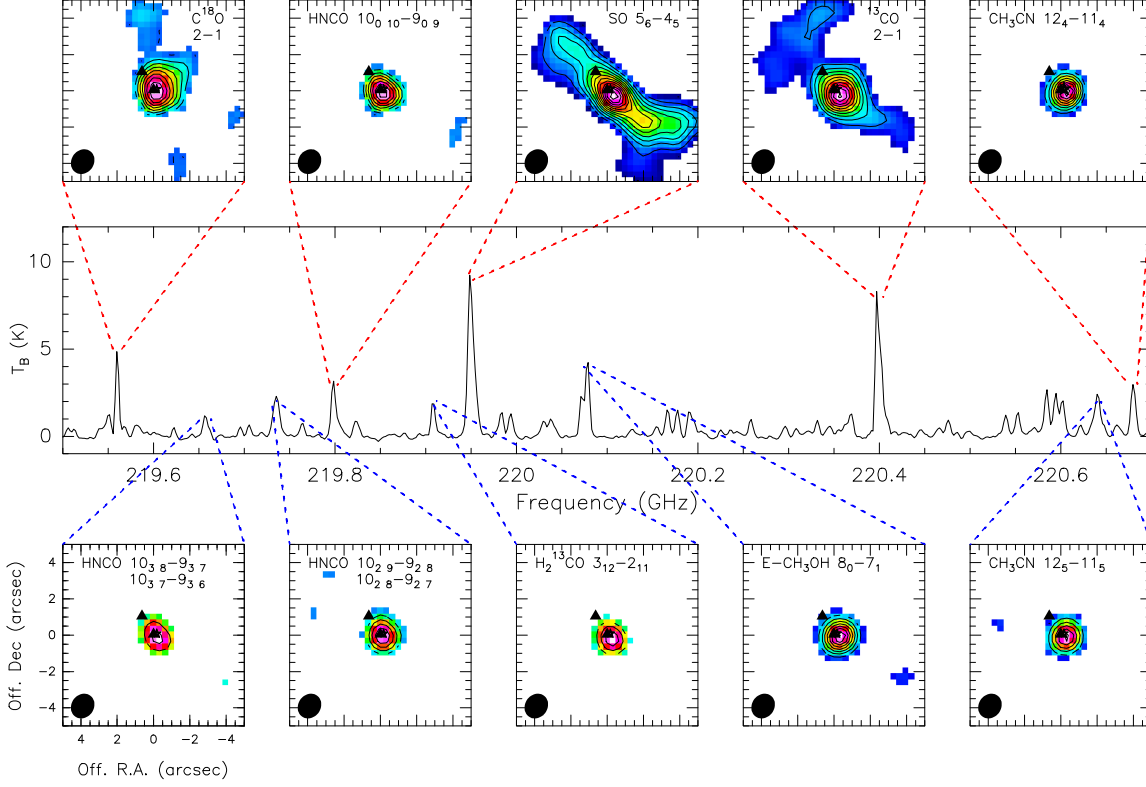 C¹⁸O
2−1
HNCO 10₀ ₁₀−9₀ ₉
SO 5₆−4₅
¹³CO
2−1
CH₃CN 12₄−11₄
10
5
0
T_B (K)
219.6
219.8
220
220.2
220.4
220.6
Frequency (GHz)
HNCO 10₃ ₈−9₃ ₇
10₃ ₇−9₃ ₆
HNCO 10₂ ₉−9₂ ₈
10₂ ₈−9₂ ₇
H₂¹³CO 3₁₂−2₁₁
E−CH₃OH 8₀−7₁
CH₃CN 12₅−11₅
4
2
0
−2
−4
Off. Dec (arcsec)
4
2
0
−2
−4
Off. R.A. (arcsec)